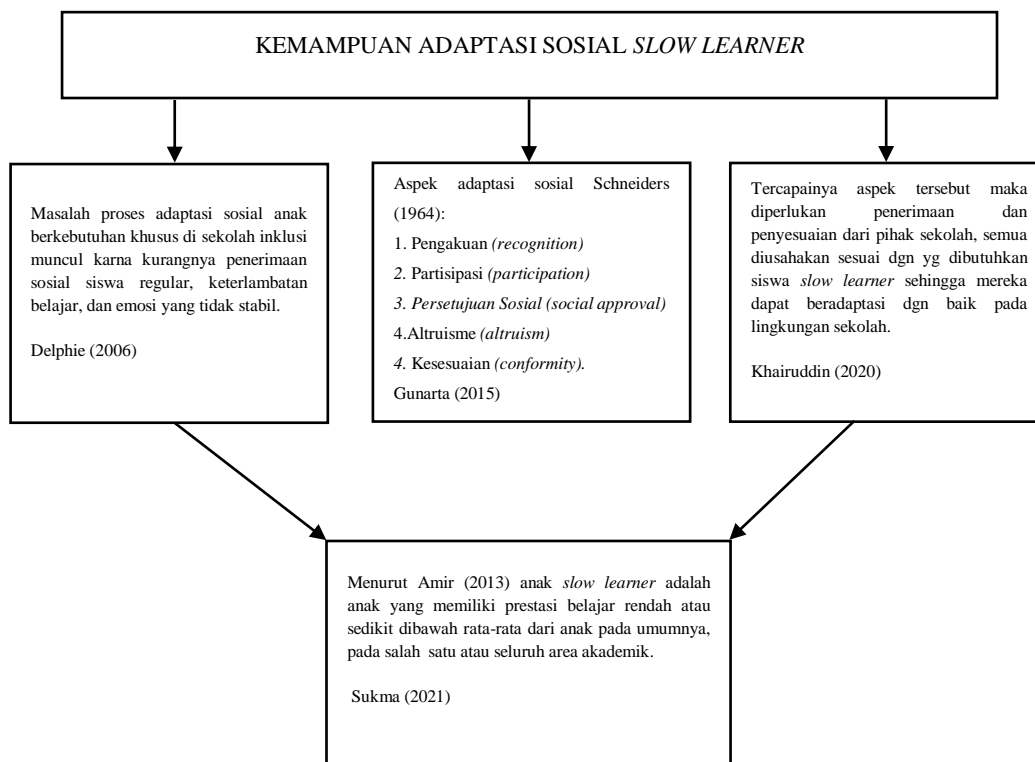 KEMAMPUAN ADAPTASI SOSIAL SLOW LEARNER
Masalah proses adaptasi sosial anak
berkebutuhan khusus di sekolah inklusi
muncul karna kurangnya penerimaan
sosial siswa regular, keterlambatan
belajar, dan emosi yang tidak stabil.
Delphie (2006)
Aspek adaptasi sosial Schneiders
(1964):
1. Pengakuan (recognition)
2. Partisipasi (participation)
3. Persetujuan Sosial (social approval)
4.Altruisme (altruism)
4. Kesesuaian (conformity).
Gunarta (2015)
Tercapainya aspek tersebut maka
diperlukan penerimaan dan
penyesuaian dari pihak sekolah, semua
diusahakan sesuai dgn yg dibutuhkan
siswa slow learner sehingga mereka
dapat beradaptasi dgn baik pada
lingkungan sekolah.
Khairuddin (2020)
Menurut Amir (2013) anak slow learner adalah
anak yang memiliki prestasi belajar rendah atau
sedikit dibawah rata-rata dari anak pada umumnya,
pada salah satu atau seluruh area akademik.
Sukma (2021)